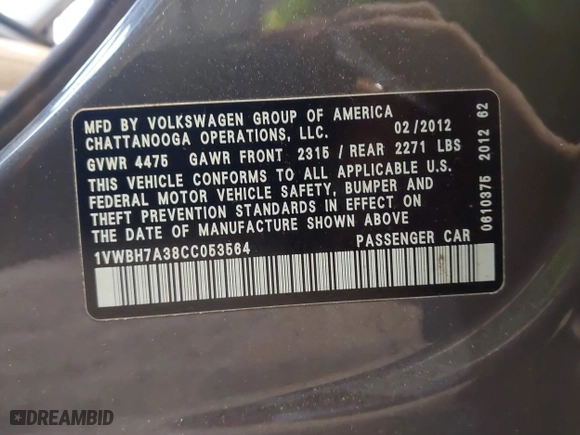 MFD BY VOLKSWAGEN GROUP OF AMERICA
CHATTANOOGA OPERATIONS, LLC. 02/2012
GVWR 4475 GAWR FRONT 2315 / REAR 2271 LBS
THIS VEHICLE CONFORMS TO ALL APPLICABLE U.S.
FEDERAL MOTOR VEHICLE SAFETY, BUMPER AND
THEFT PREVENTION STANDARDS IN EFFECT ON
THE DATE OF MANUFACTURE SHOWN ABOVE
1VWBH7A38CC053564 PASSENGER CAR
0610375 2012 62
DREAMBID